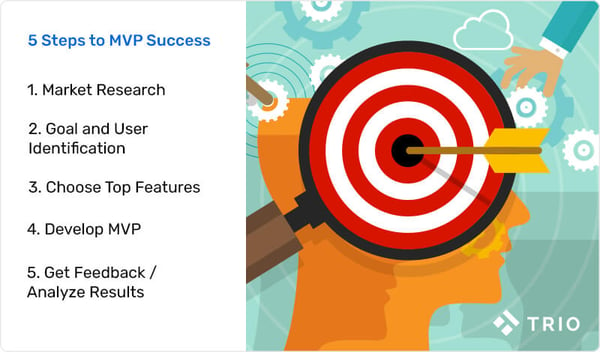 5 Steps to MVP Success
1. Market Research
2. Goal and User
Identification
3. Choose Top Features
4. Develop MVP
5. Get Feedback /
Analyze Results
TRIO